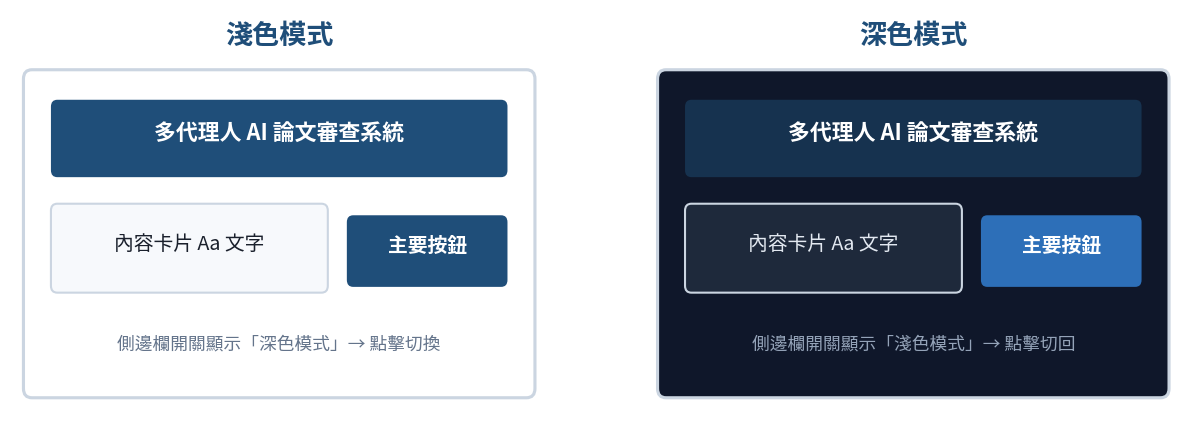 淺色模式
多代理人 AI 論文審查系統
內容卡片 Aa 文字
主要按鈕
側邊欄開關顯示「深色模式」→ 點擊切換
深色模式
多代理人 AI 論文審查系統
內容卡片 Aa 文字
主要按鈕
側邊欄開關顯示「淺色模式」→ 點擊切回